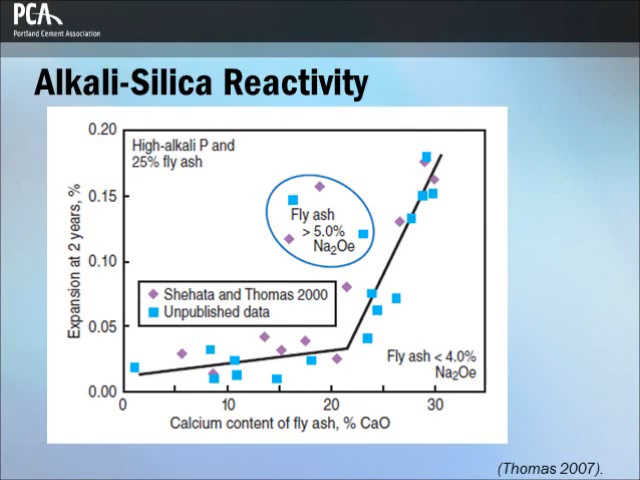 PCA
Portland Cement Association
Alkali-Silica Reactivity
0.20
0.15
0.10
0.05
0.00
Expansion at 2 years, %
High-alkali P and
25% fly ash
Fly ash
> 5.0%
Na₂Oe
Shehata and Thomas 2000
Unpublished data
Fly ash < 4.0%
Na₂Oe
0 10 20 30
Calcium content of fly ash, % CaO
(Thomas 2007).